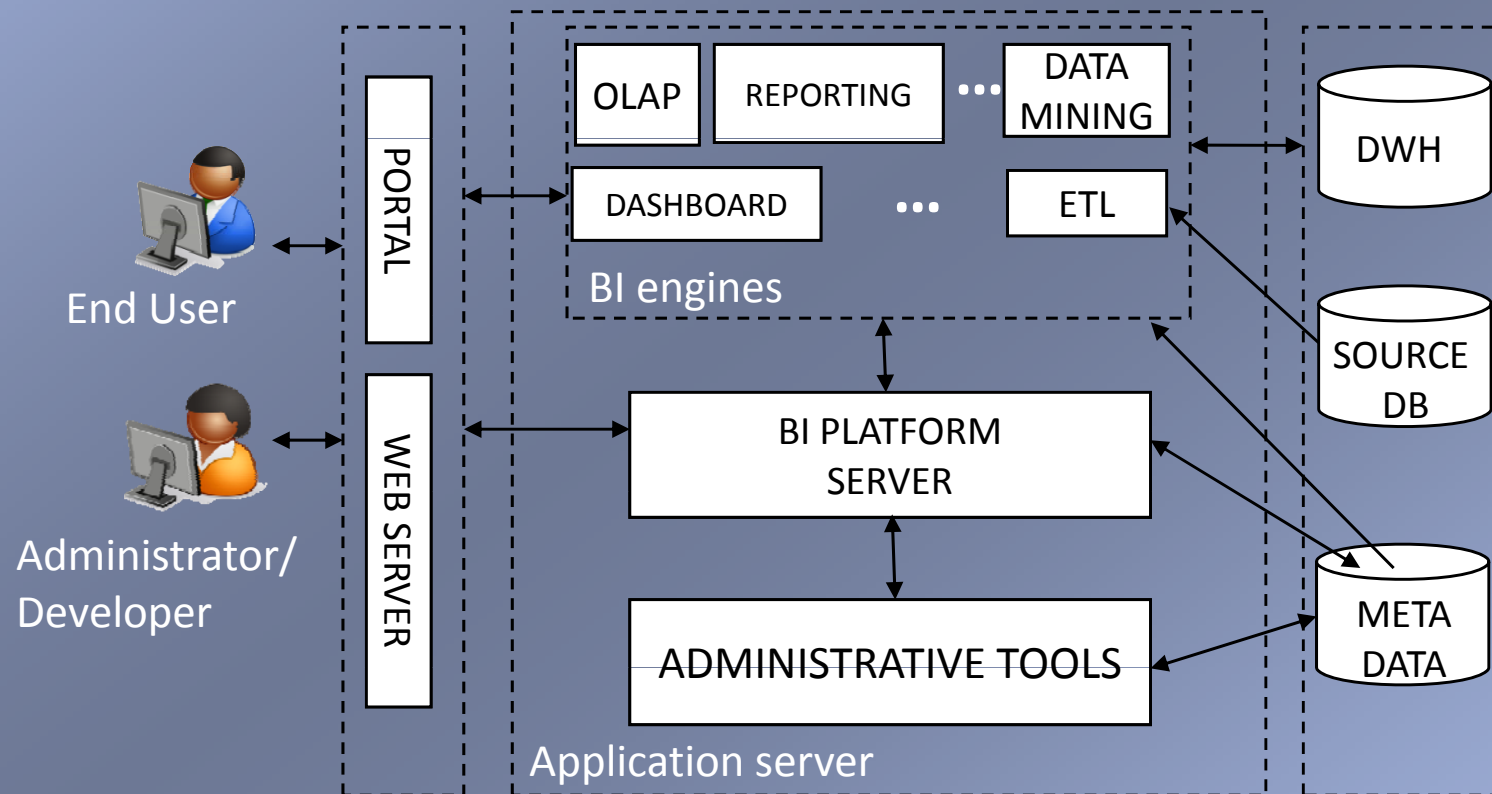 OLAP
REPORTING
...
DATA
MINING
DASHBOARD
...
ETL
BI engines
PORTAL
WEB SERVER
End User
Administrator/
Developer
BI PLATFORM
SERVER
ADMINISTRATIVE TOOLS
Application server
DWH
SOURCE
DB
META
DATA